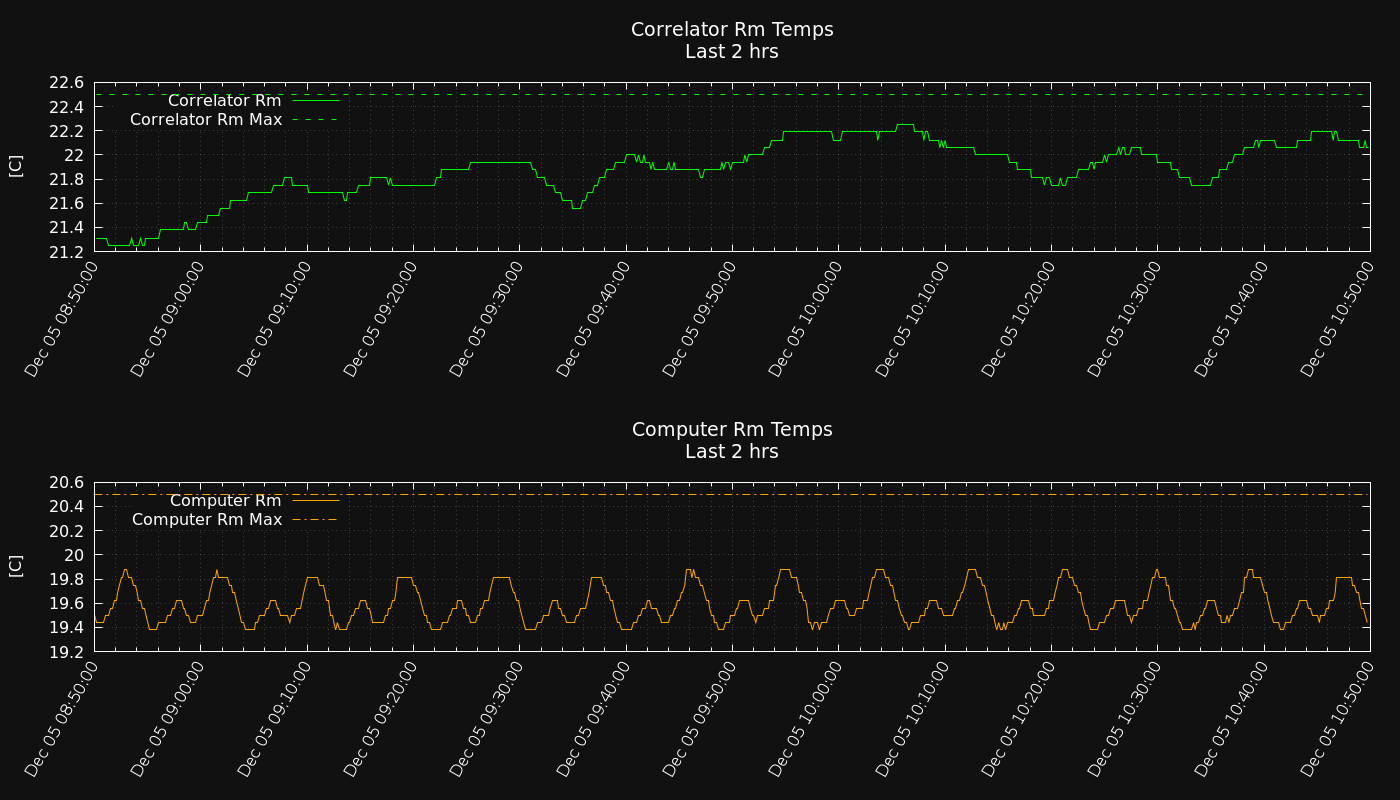 Correlator Rm Temps
Last 2 hrs
22.6
22.4
22.2
22
21.8
21.6
21.4
21.2
[C]
Correlator Rm
Correlator Rm Max
Dec 05 08:50:00
Dec 05 09:00:00
Dec 05 09:10:00
Dec 05 09:20:00
Dec 05 09:30:00
Dec 05 09:40:00
Dec 05 09:50:00
Dec 05 10:00:00
Dec 05 10:10:00
Dec 05 10:20:00
Dec 05 10:30:00
Dec 05 10:40:00
Dec 05 10:50:00
Computer Rm Temps
Last 2 hrs
20.6
20.4
20.2
20
19.8
19.6
19.4
19.2
[C]
Computer Rm
Computer Rm Max
Dec 05 08:50:00
Dec 05 09:00:00
Dec 05 09:10:00
Dec 05 09:20:00
Dec 05 09:30:00
Dec 05 09:40:00
Dec 05 09:50:00
Dec 05 10:00:00
Dec 05 10:10:00
Dec 05 10:20:00
Dec 05 10:30:00
Dec 05 10:40:00
Dec 05 10:50:00